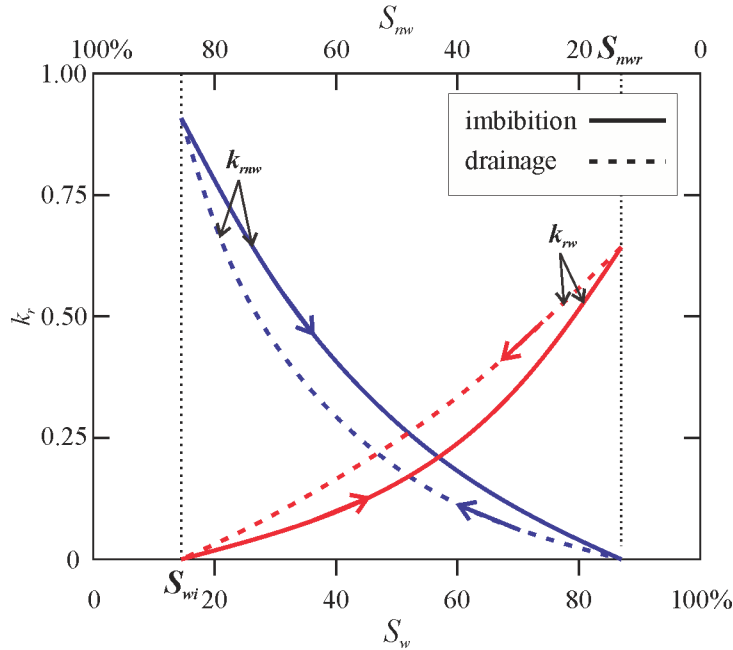 S_nw
100% 80 60 40 20 S_nwr 0
1.00
imbibition
drainage
k_rnw
0.75
k_rw
k_r
0.50
0.25
0
S_wi
0 20 40 60 80 100%
S_w